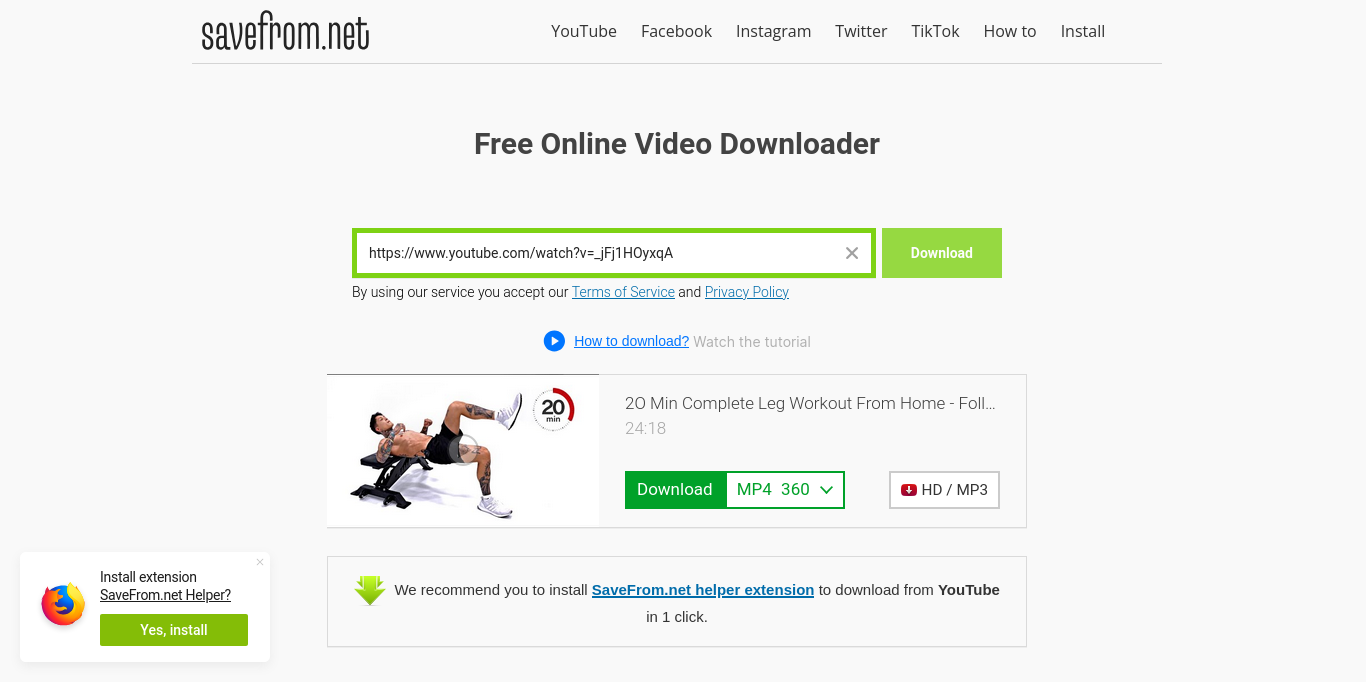 savefrom.net
YouTube Facebook Instagram Twitter TikTok How to Install
Free Online Video Downloader
https://www.youtube.com/watch?v=_jFj1HOyxqA
Download
By using our service you accept our Terms of Service and Privacy Policy
How to download? Watch the tutorial
20
min
2O Min Complete Leg Workout From Home - Foll...
24:18
Download MP4 360
HD / MP3
We recommend you to install SaveFrom.net helper extension to download from YouTube
in 1 click.
Install extension
SaveFrom.net Helper?
Yes, install